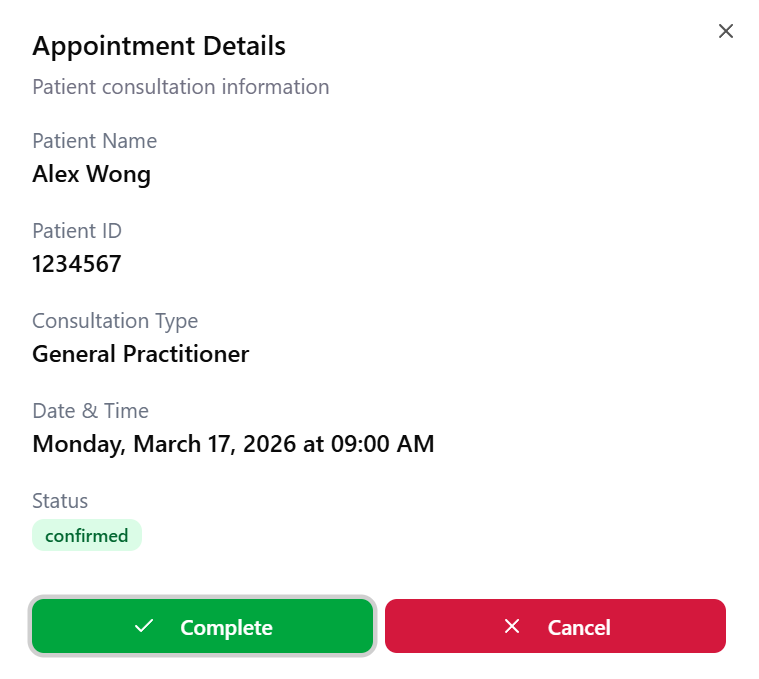 Appointment Details
Patient consultation information
Patient Name
Alex Wong
Patient ID
1234567
Consultation Type
General Practitioner
Date & Time
Monday, March 17, 2026 at 09:00 AM
Status
confirmed
Complete
Cancel